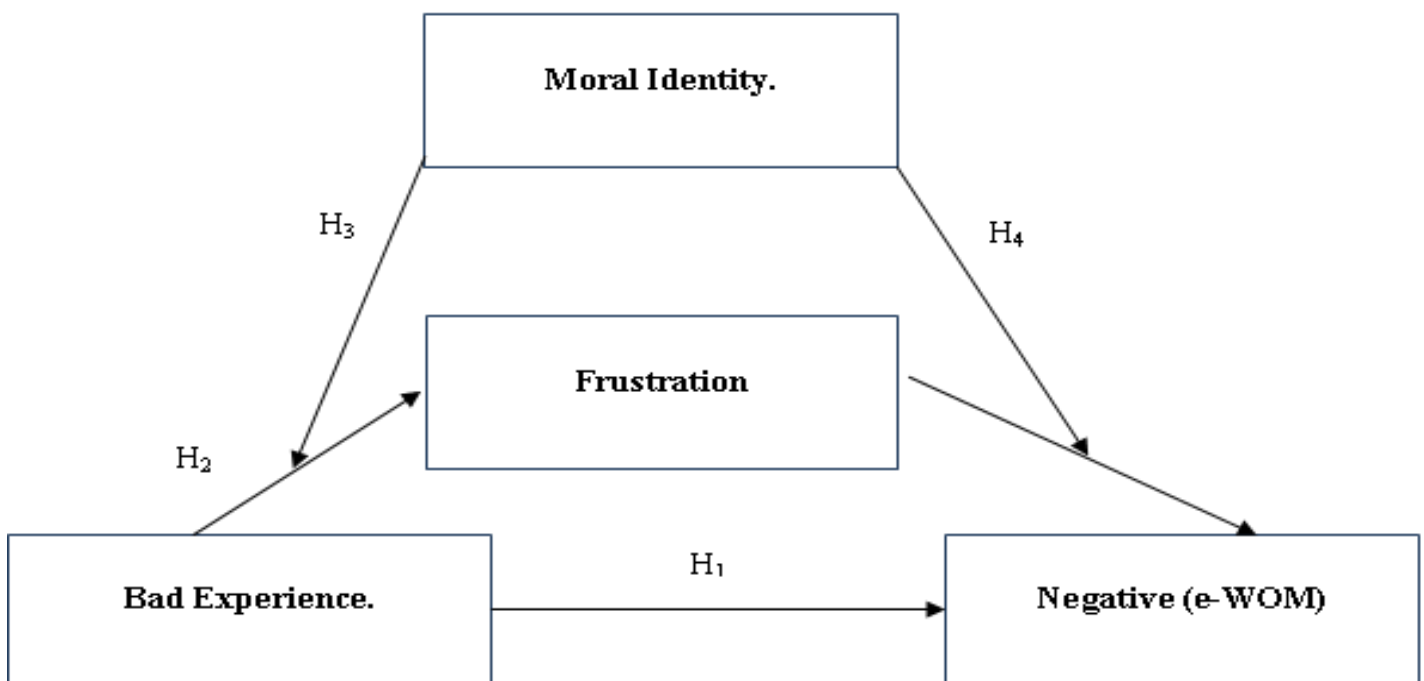 Moral Identity.
H₃
H₄
Frustration
H₂
H₁
Bad Experience.
Negative (e-WOM)